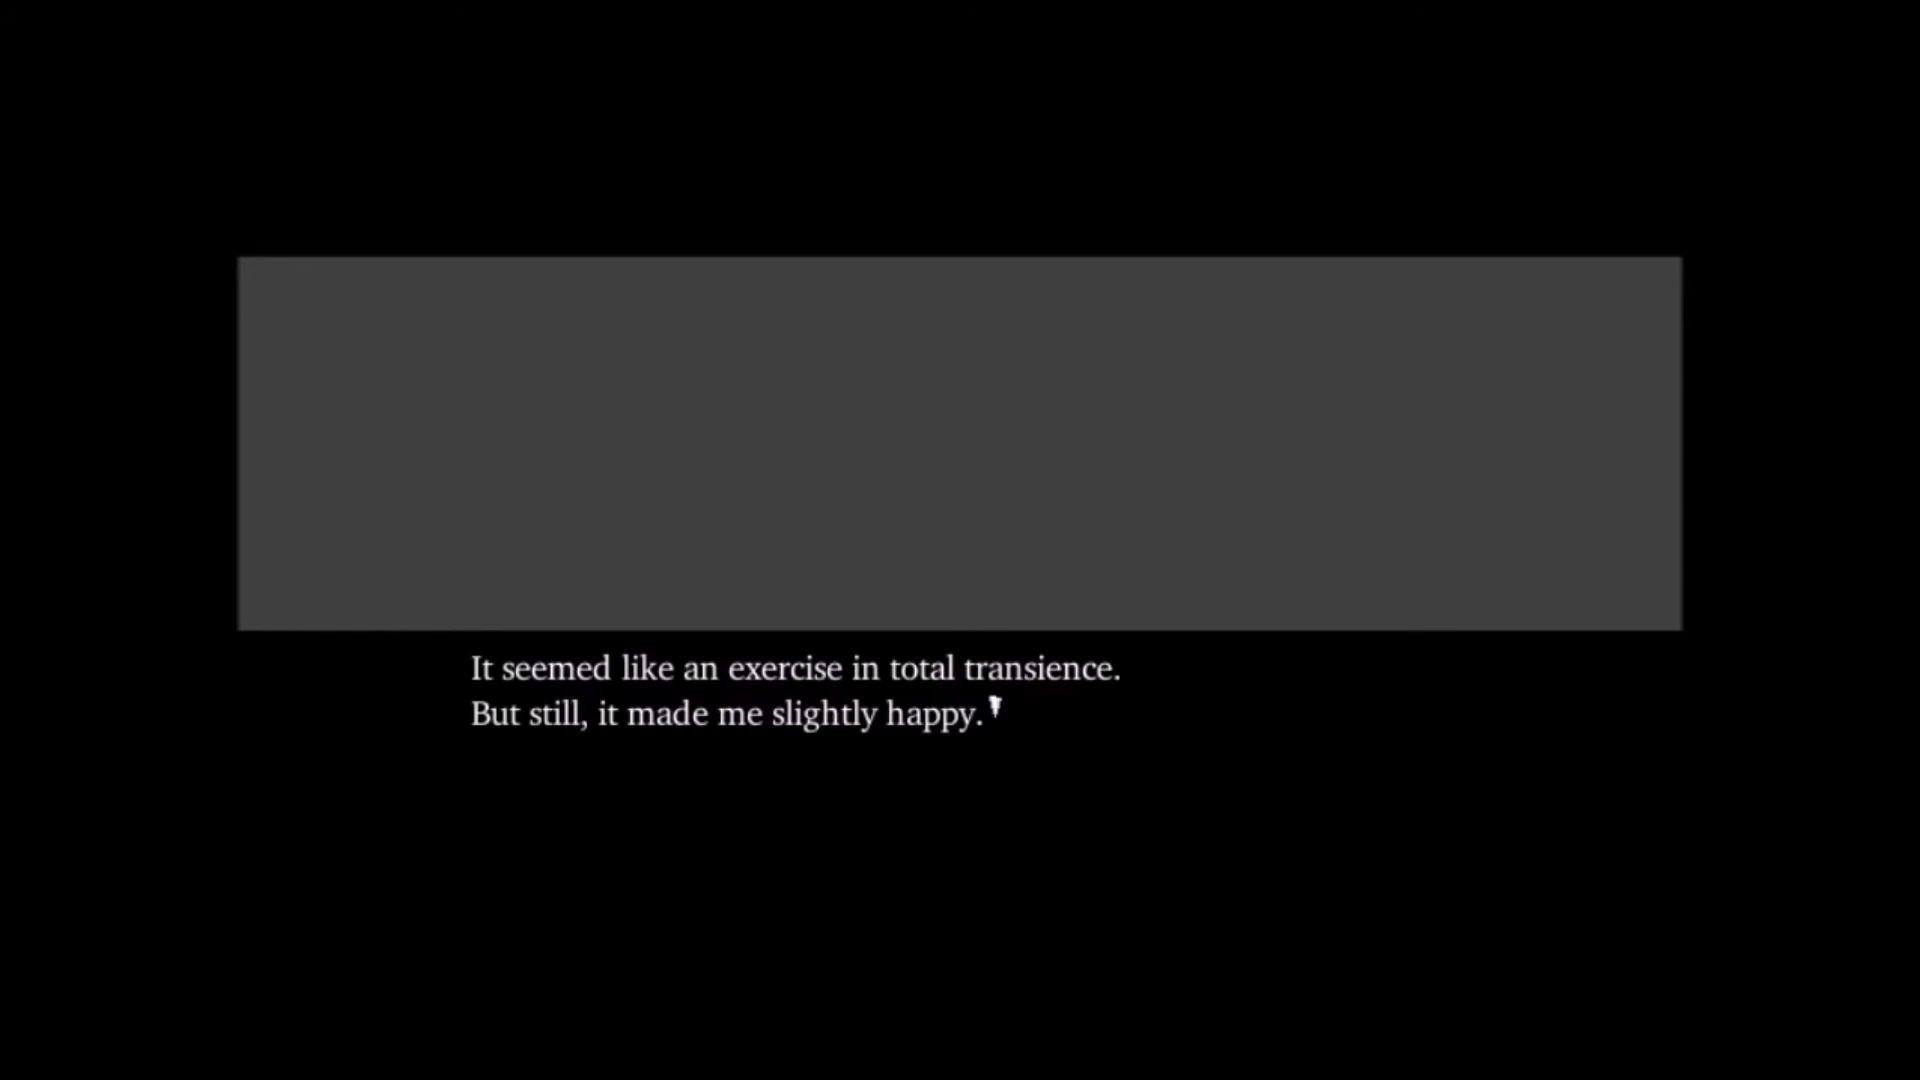 It seemed like an exercise in total transience.
But still, it made me slightly happy.